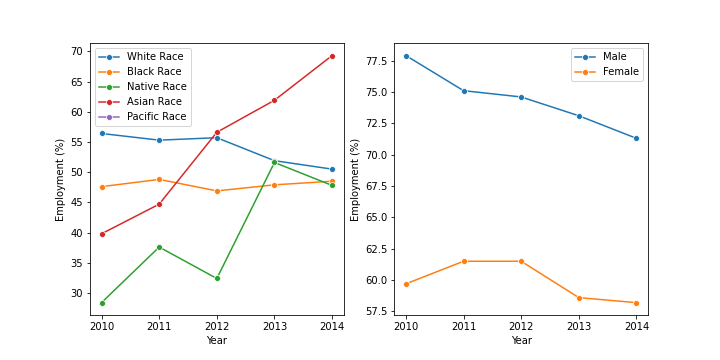 70
65
60
55
50
45
40
35
30
Employment (%)
White Race
Black Race
Native Race
Asian Race
Pacific Race
2010 2011 2012 2013 2014
Year
77.5
75.0
72.5
70.0
67.5
65.0
62.5
60.0
57.5
Employment (%)
Male
Female
2010 2011 2012 2013 2014
Year